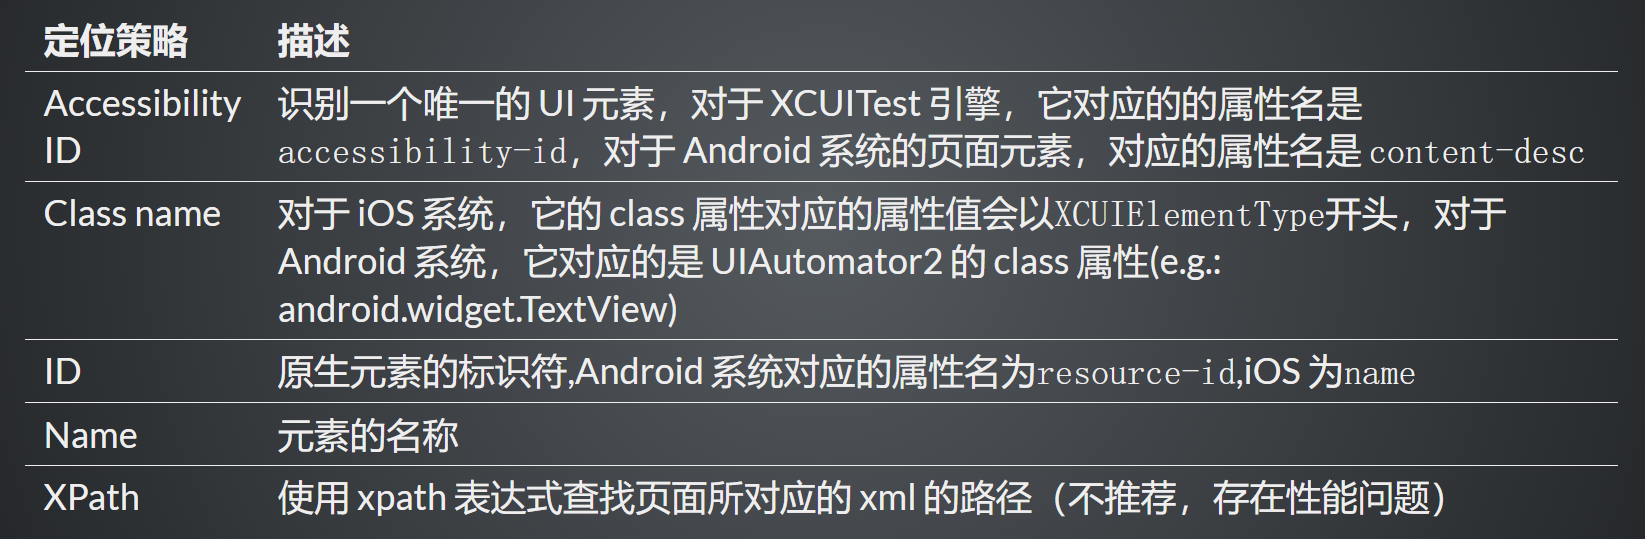 定位策略 描述
Accessibility 识别一个唯一的 UI 元素，对于 XCUITest 引擎，它对应的的属性名是
ID accessibility-id，对于 Android 系统的页面元素，对应的属性名是 content-desc
Class name 对于 iOS 系统，它的 class 属性对应的属性值会以XCUIElementType开头，对于
Android 系统，它对应的是 UIAutomator2 的 class 属性(e.g.:
android.widget.TextView)
ID 原生元素的标识符,Android 系统对应的属性名为resource-id,iOS 为name
Name 元素的名称
XPath 使用 xpath 表达式查找页面所对应的 xml 的路径（不推荐，存在性能问题）